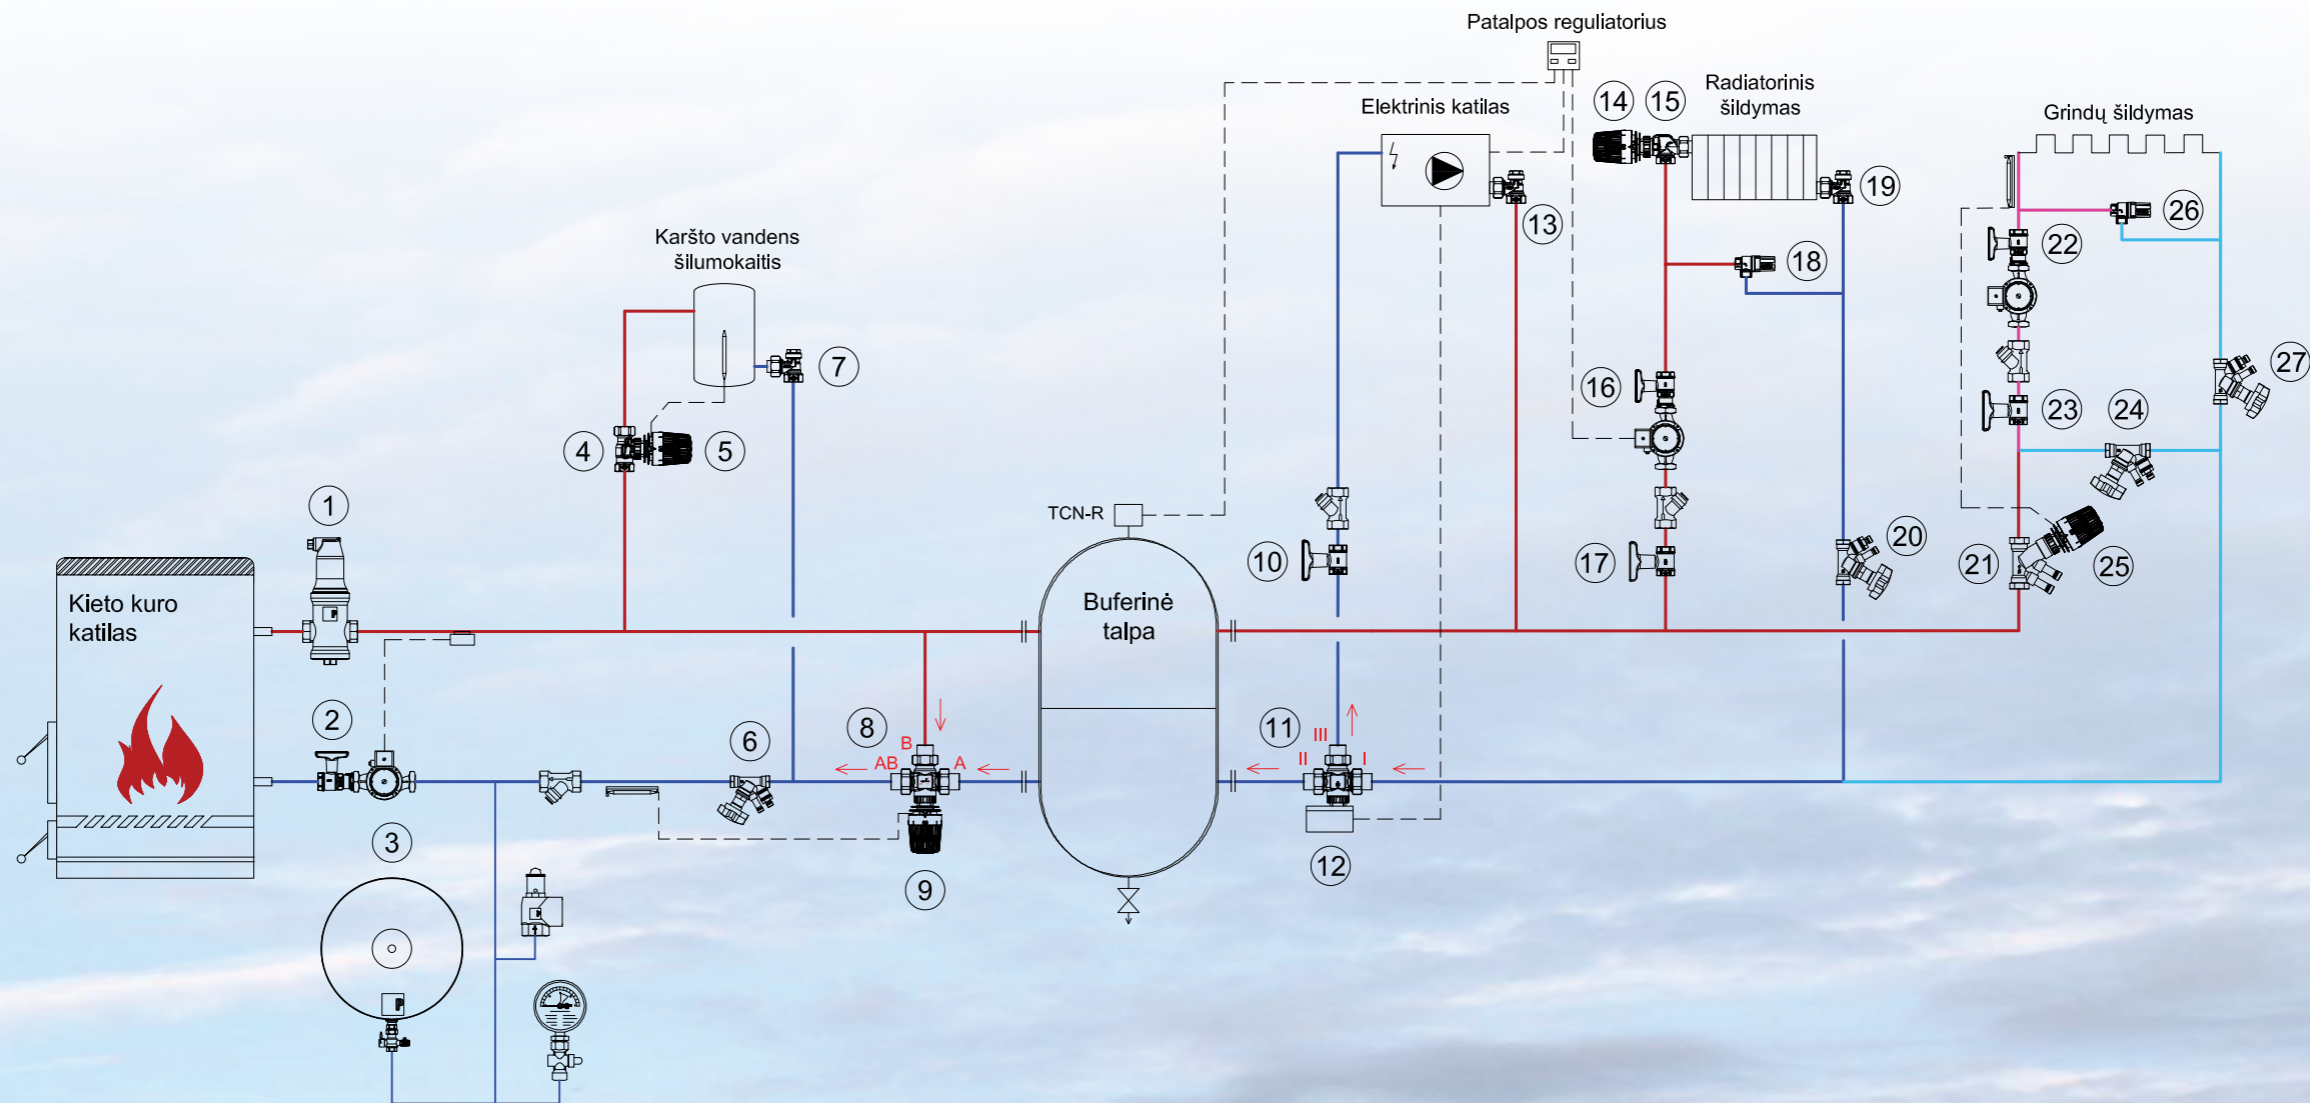 Patalpos reguliatorius
Elektrinis katilas
14
15
Radiatorinis
šildymas
Grindų šildymas
13
19
26
22
18
Karšto vandens
šilumokaitis
7
16
27
23
24
4
5
1
TCN-R
10
17
20
21
25
Kieto kuro
katilas
Buferinė
talpa
2
6
8
B
AB
A
11
III
II
I
3
9
12